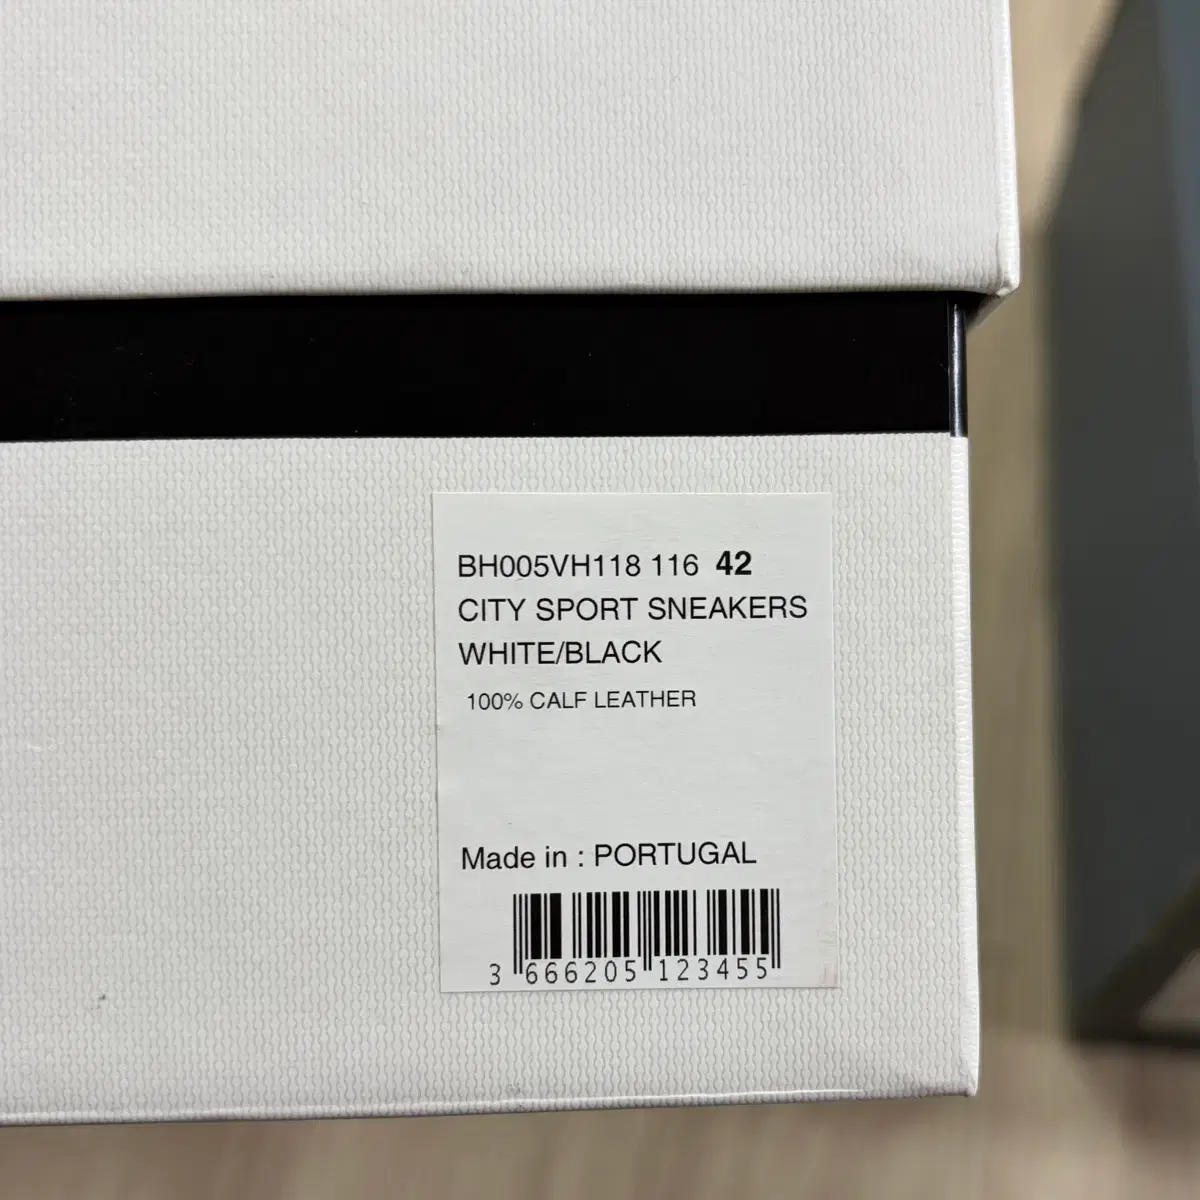 BH005VH118 116 42
CITY SPORT SNEAKERS
WHITE/BLACK
100% CALF LEATHER
Made in : PORTUGAL
3 666205 123455